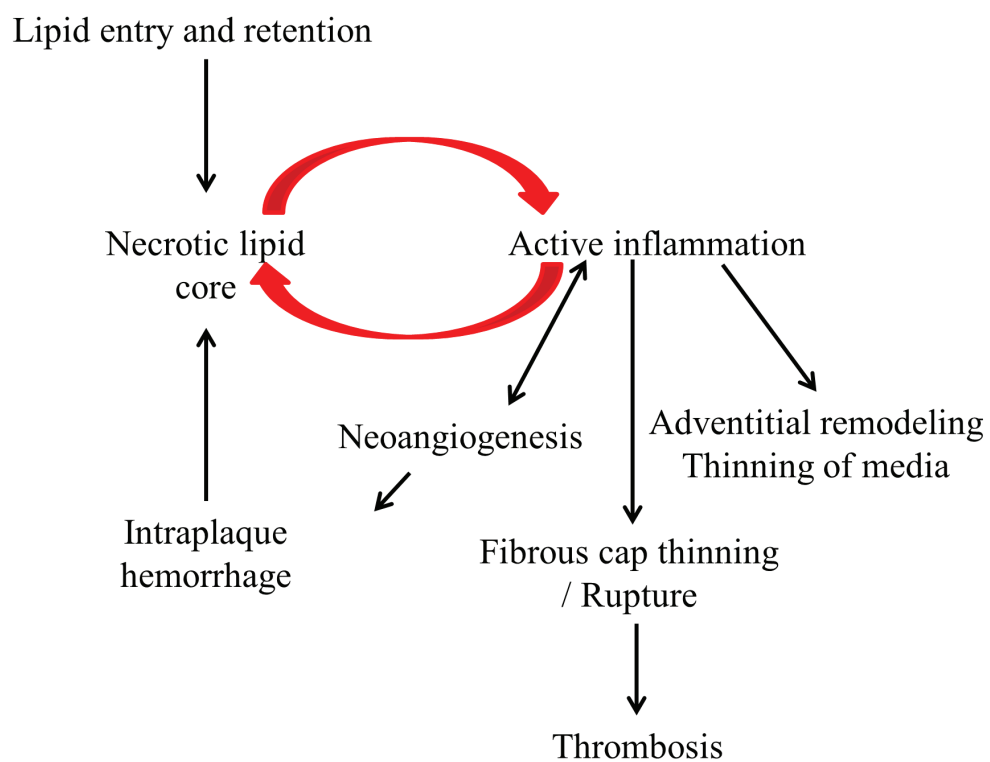 Lipid entry and retention
Necrotic lipid
core
Active inflammation
Neoangiogenesis
Adventitial remodeling
Thinning of media
Intraplaque
hemorrhage
Fibrous cap thinning
/ Rupture
Thrombosis